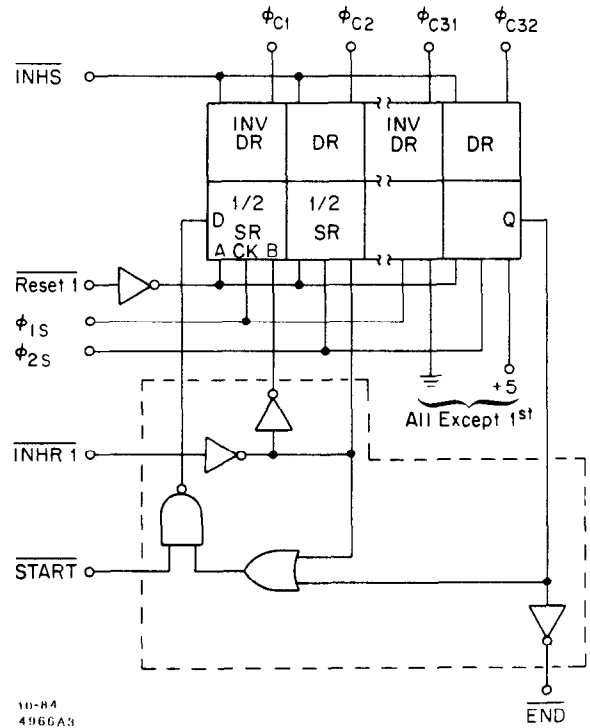 ϕC1 ϕC2 ϕC31 ϕC32
INHS
INV DR
DR
INV DR
DR
1/2 SR
1/2 SR
D
Q
A CK B
Reset 1
ϕ1S
ϕ2S
+5
All Except 1st
INHR 1
START
END
10-84
4966A3